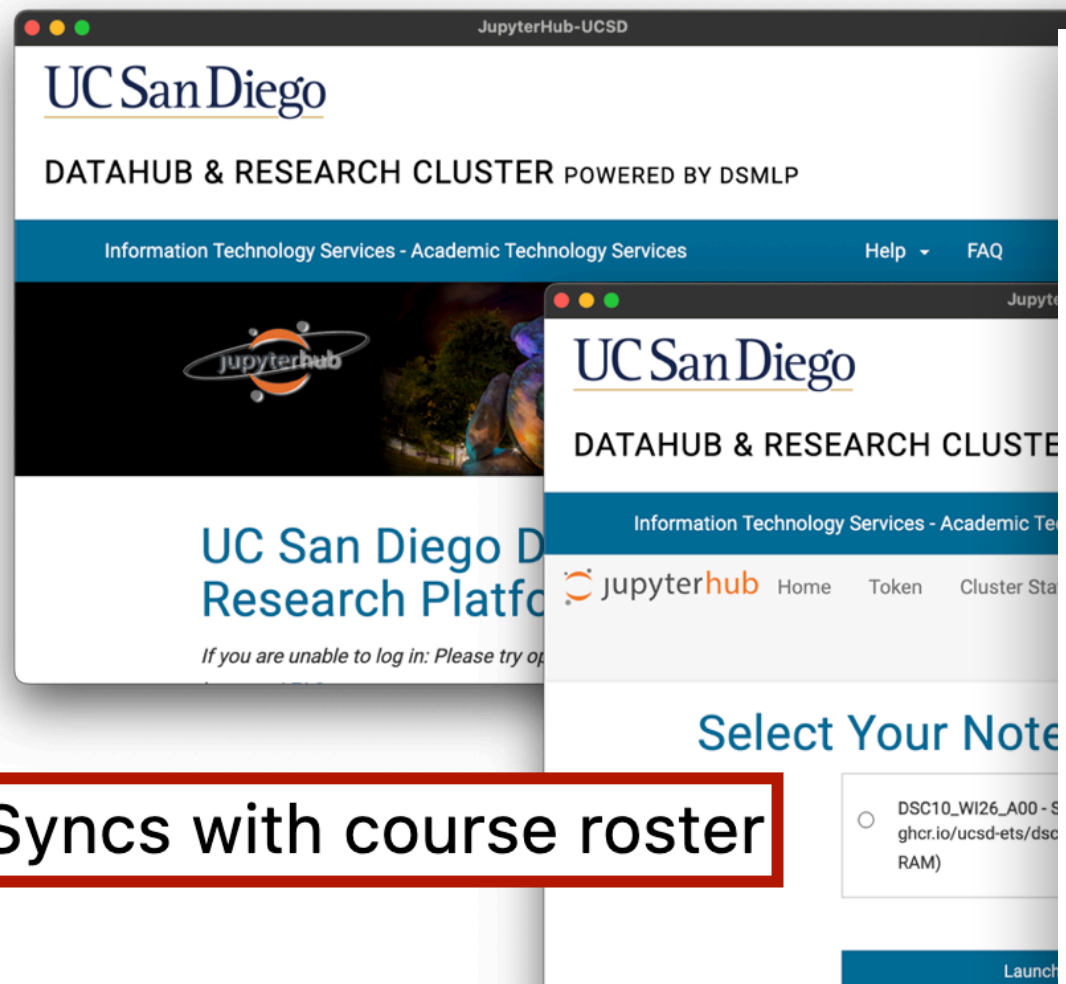 JupyterHub-UCSD
UC San Diego
DATAHUB & RESEARCH CLUSTER POWERED BY DSMLP
Information Technology Services - Academic Technology Services
Help
FAQ
jupyterhub
UC San Diego D
Research Platfo
If you are unable to log in: Please try op
Jupyte
UC San Diego
DATAHUB & RESEARCH CLUSTE
Information Technology Services - Academic Te
jupyterhub Home Token Cluster Sta
Select Your Note
DSC10_WI26_A00 - S
ghcr.io/ucsd-ets/dsc
RAM)
Launch
Syncs with course roster